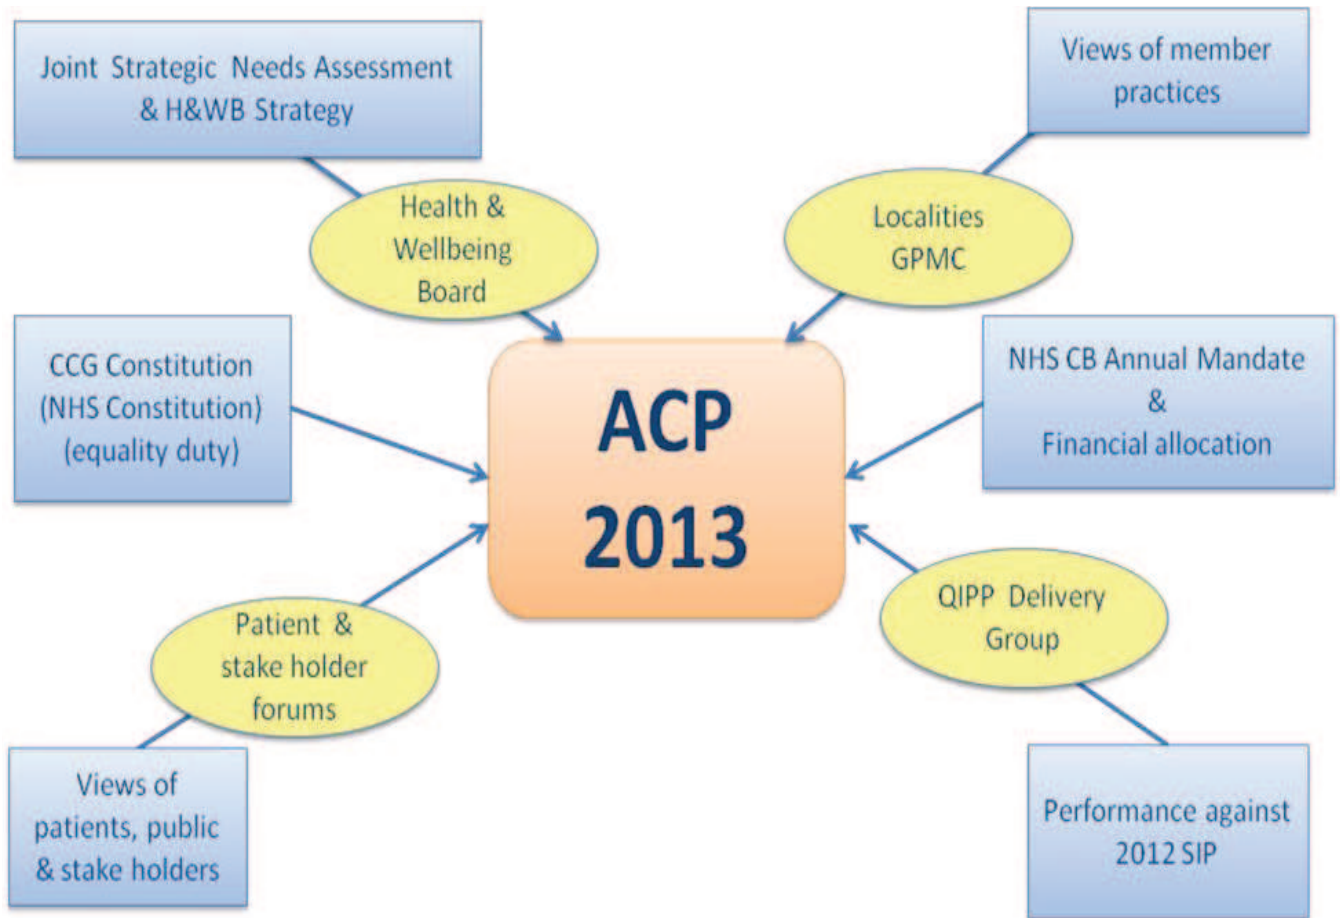 Joint Strategic Needs Assessment
& H&WB Strategy
Views of member
practices
Health &
Wellbeing
Board
Localities
GPMC
CCG Constitution
(NHS Constitution)
(equality duty)
ACP
2013
NHS CB Annual Mandate
&
Financial allocation
Patient &
stake holder
forums
QIPP Delivery
Group
Views of
patients, public
& stake holders
Performance against
2012 SIP